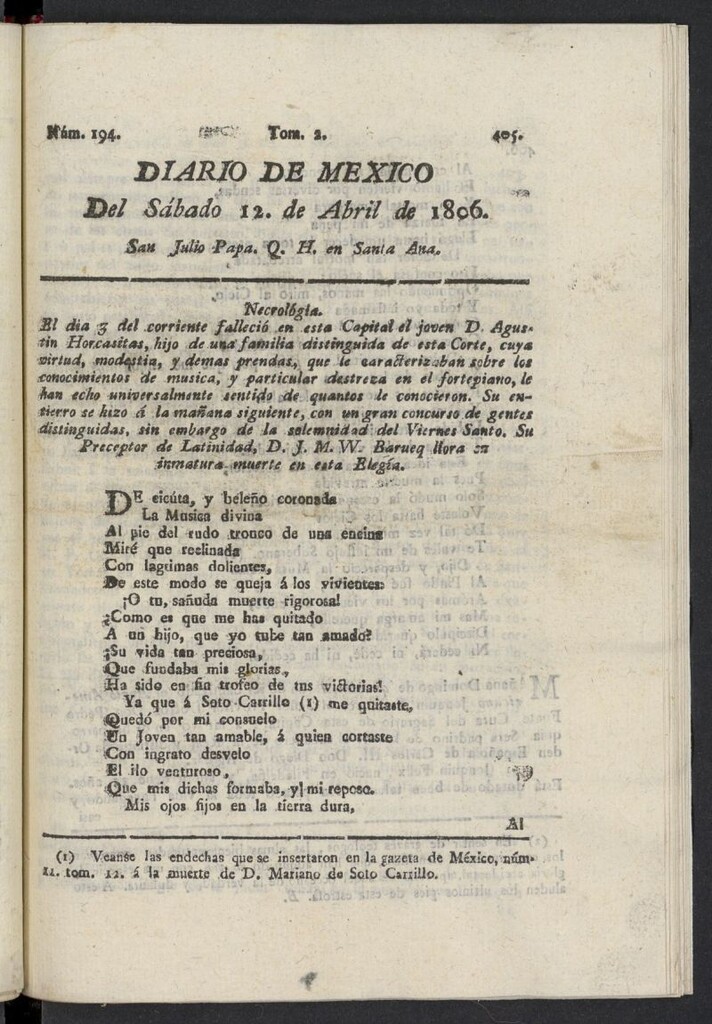 Núm. 194. Tom. 2. 405.
DIARIO DE MEXICO
Del Sábado 12. de Abril de 1806.
San Julio Papa. Q. H. en Santa Ana.
Necrológia.
El dia 3 del corriente falleció en esta Capital el joven D. Agus-
tin Horcasitas, hijo de una familia distinguida de esta Corte, cuya
virtud, modestia, y demas prendas, que le caracterizaban sobre los
conocimientos de musica, y particular destreza en el fortepiano, le
han echo universalmente sentido de quantos le conocieron. Su en-
tierro se hizo á la mañana siguiente, con un gran concurso de gentes
distinguidas, sin embargo de la solemnidad del Viernes Santo. Su
Preceptor de Latinidad, D. J. M. W. Barueq llora su
inmatura muerte en esta Elegía.
DE cicúta, y beleño coronada
La Musica divina
Al pie del rudo tronco de una encina
Miré que reclinada
Con lagtimas dolientes,
De este modo se queja á los vivientes:
¡O tu, sañuda muerte rigorosa!
¿Como es que me has quitado
A un hijo, que yo tube tan amado?
¡Su vida tan preciosa,
Que fundaba mis glorias,
Ha sido en fin trofeo de tus victorias!
Ya que á Soto Carrillo (1) me quitaste,
Quedó por mi consuelo
Un Joven tan amable, á quien cortaste
Con ingrato desvelo
El ilo venturoso,
Que mis dichas formaba, y mi reposo.
Mis ojos fijos en la tierra dura,
Al
(1) Veanse las endechas que se insertaron en la gazeta de México, núm.
11. tom. 12. á la muerte de D. Mariano de Soto Carrillo.